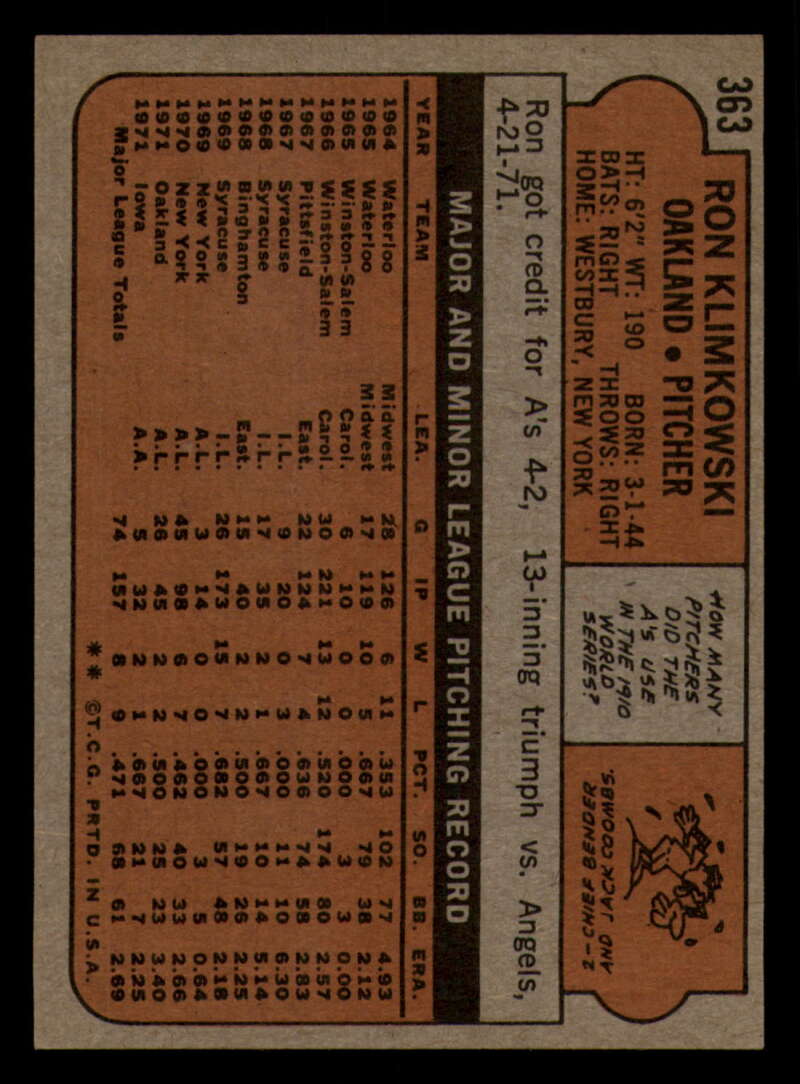 363
RON KLIMKOWSKI
OAKLAND • PITCHER
HT: 6'2" WT: 190 BORN: 3-1-44
BATS: RIGHT THROWS: RIGHT
HOME: WESTBURY, NEW YORK
HOW MANY
PITCHERS
DID THE
A's USE
IN THE 1910
WORLD
SERIES?
2-CHIEF BENDER
AND JACK COOMBS.
Ron got credit for A's 4-2, 13-inning triumph vs. Angels,
4-21-71.
MAJOR AND MINOR LEAGUE PITCHING RECORD
YEAR TEAM LEA. G IP W L PCT. SO. BB. ERA.
1964 Waterloo Midwest 28 126 6 11 .353 102 77 4.93
1965 Waterloo Midwest 17 119 10 5 .667 79 38 2.12
1965 Winston-Salem Carol. 6 10 0 0 .000 3 3 0.00
1966 Winston-Salem Carol. 30 221 13 12 .520 174 80 2.57
1967 Pittsfield East. 22 124 7 4 .636 74 58 2.83
1967 Syracuse I.L. 9 20 0 3 .000 11 10 6.30
1968 Syracuse I.L. 17 35 2 1 .667 10 14 5.14
1968 Binghamton East. 15 40 2 2 .500 19 26 2.25
1969 Syracuse I.L. 26 173 15 7 .682 57 48 2.18
1969 New York A.L. 3 14 0 0 .000 3 5 0.64
1970 New York A.L. 45 98 6 7 .462 40 33 2.66
1971 Oakland A.L. 26 45 2 2 .500 25 23 3.40
1971 Iowa A.A. 5 32 2 1 .667 21 7 2.25
Major League Totals 74 157 8 9 .471 68 61 2.69
** ©T.C.G. PRTD. IN U.S.A.